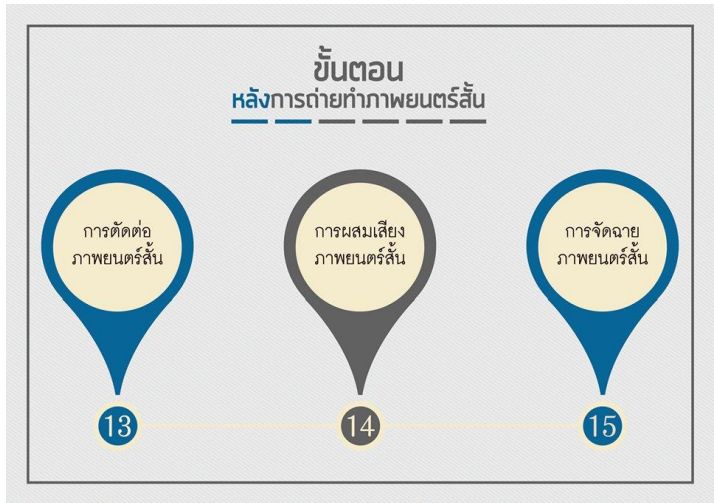 ขั้นตอน
หลังการถ่ายทำภาพยนตร์สั้น
การตัดต่อ
ภาพยนตร์สั้น
การผสมเสียง
ภาพยนตร์สั้น
การจัดฉาย
ภาพยนตร์สั้น
13
14
15